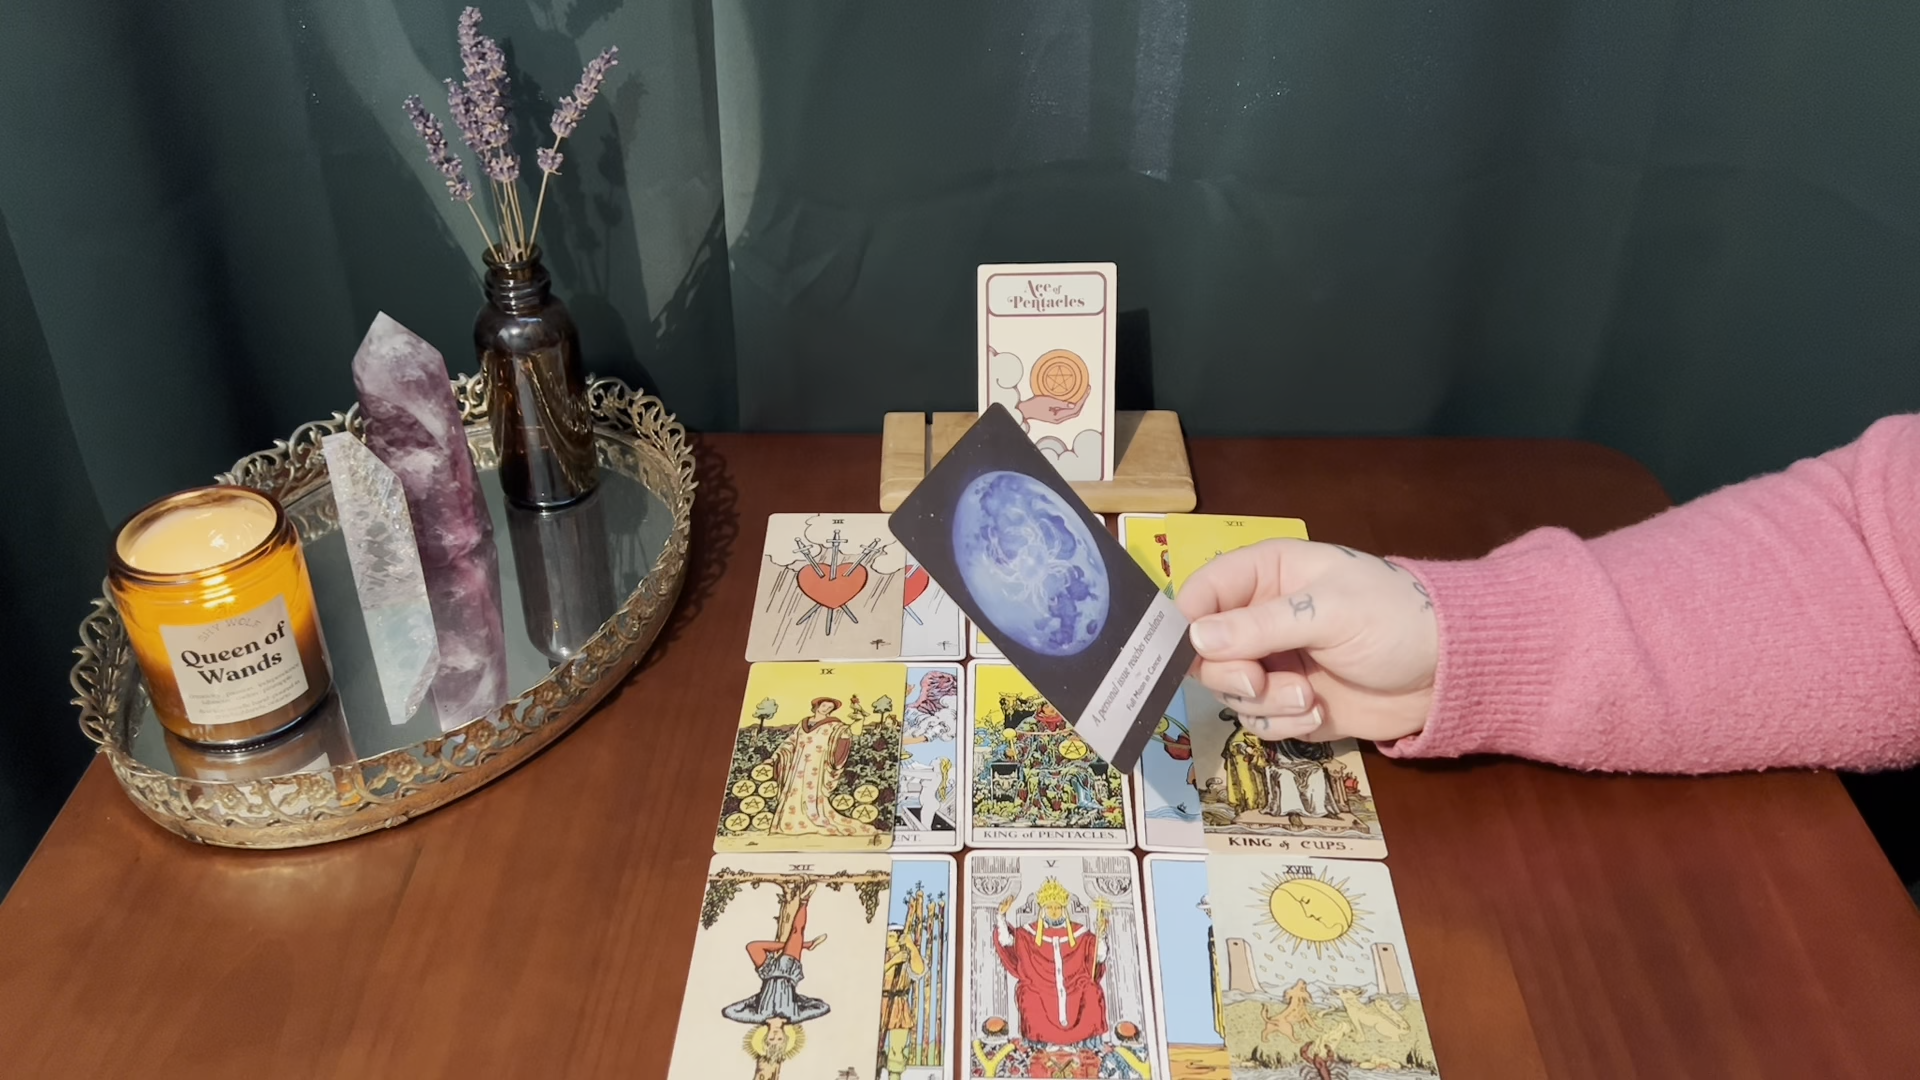 Ace of
Pentacles
III
VII
A personal issue reaches resolution
Full Moon in Cancer
Queen of
Wands
IX
ENT.
KING of PENTACLES.
KING of CUPS.
XII
V
XVIII